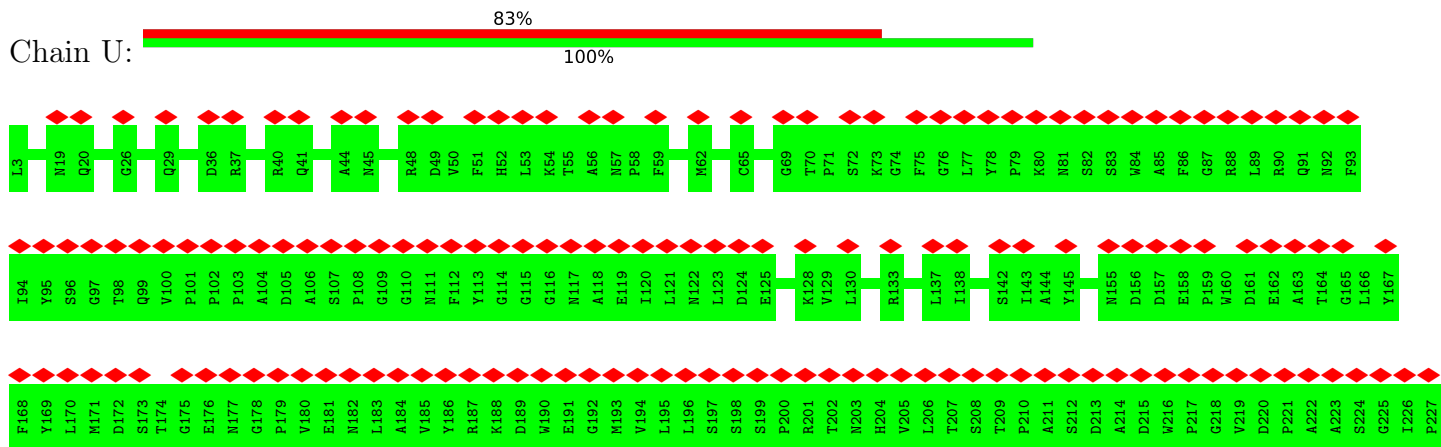 83%
Chain U:
100%
L3 N19 Q20 G26 Q29 D36 R37 R40 Q41 A44 N45 R48 D49 V50 F51 H52 L53 K54 T55 A56 N57 P58 F59 M62 C65 G69 T70 P71 S72 K73 G74 F75 G76 L77 Y78 P79 K80 N81 S82 S83 W84 A85 F86 G87 R88 L89 R90 Q91 N92 F93
I94 Y95 S96 G97 T98 Q99 V100 P101 P102 P103 A104 D105 A106 S107 P108 G109 G110 N111 F112 Y113 G114 G115 G116 N117 A118 E119 I120 L121 N122 L123 D124 E125 K128 V129 L130 R133 L137 I138 S142 I143 A144 Y145 N155 D156 D157 E158 P159 W160 D161 E162 A163 T164 G165 L166 Y167
F168 Y169 L170 M171 D172 S173 T174 G175 E176 N177 G178 P179 V180 E181 N182 L183 A184 V185 Y186 R187 K188 D189 W190 E191 G192 M193 V194 L195 L196 S197 S198 S199 P200 R201 T202 N203 H204 V205 L206 T207 S208 T209 P210 A211 S212 D213 A214 D215 W216 P217 G218 V219 D220 P221 A222 A223 S224 G225 I226 P227